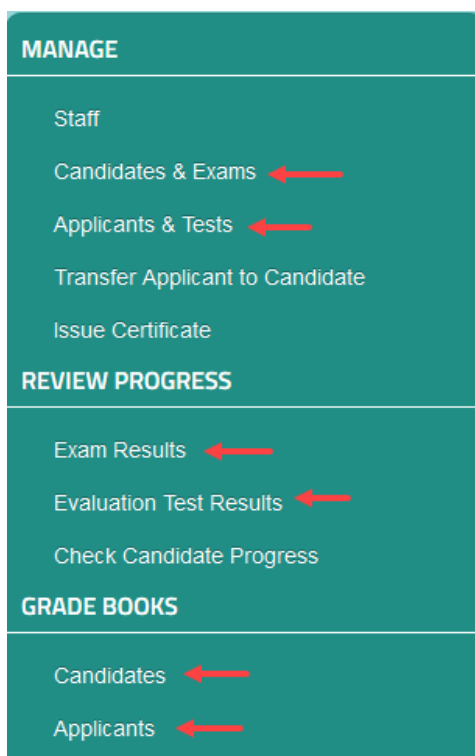 MANAGE
Staff
Candidates & Exams
Applicants & Tests
Transfer Applicant to Candidate
Issue Certificate
REVIEW PROGRESS
Exam Results
Evaluation Test Results
Check Candidate Progress
GRADE BOOKS
Candidates
Applicants